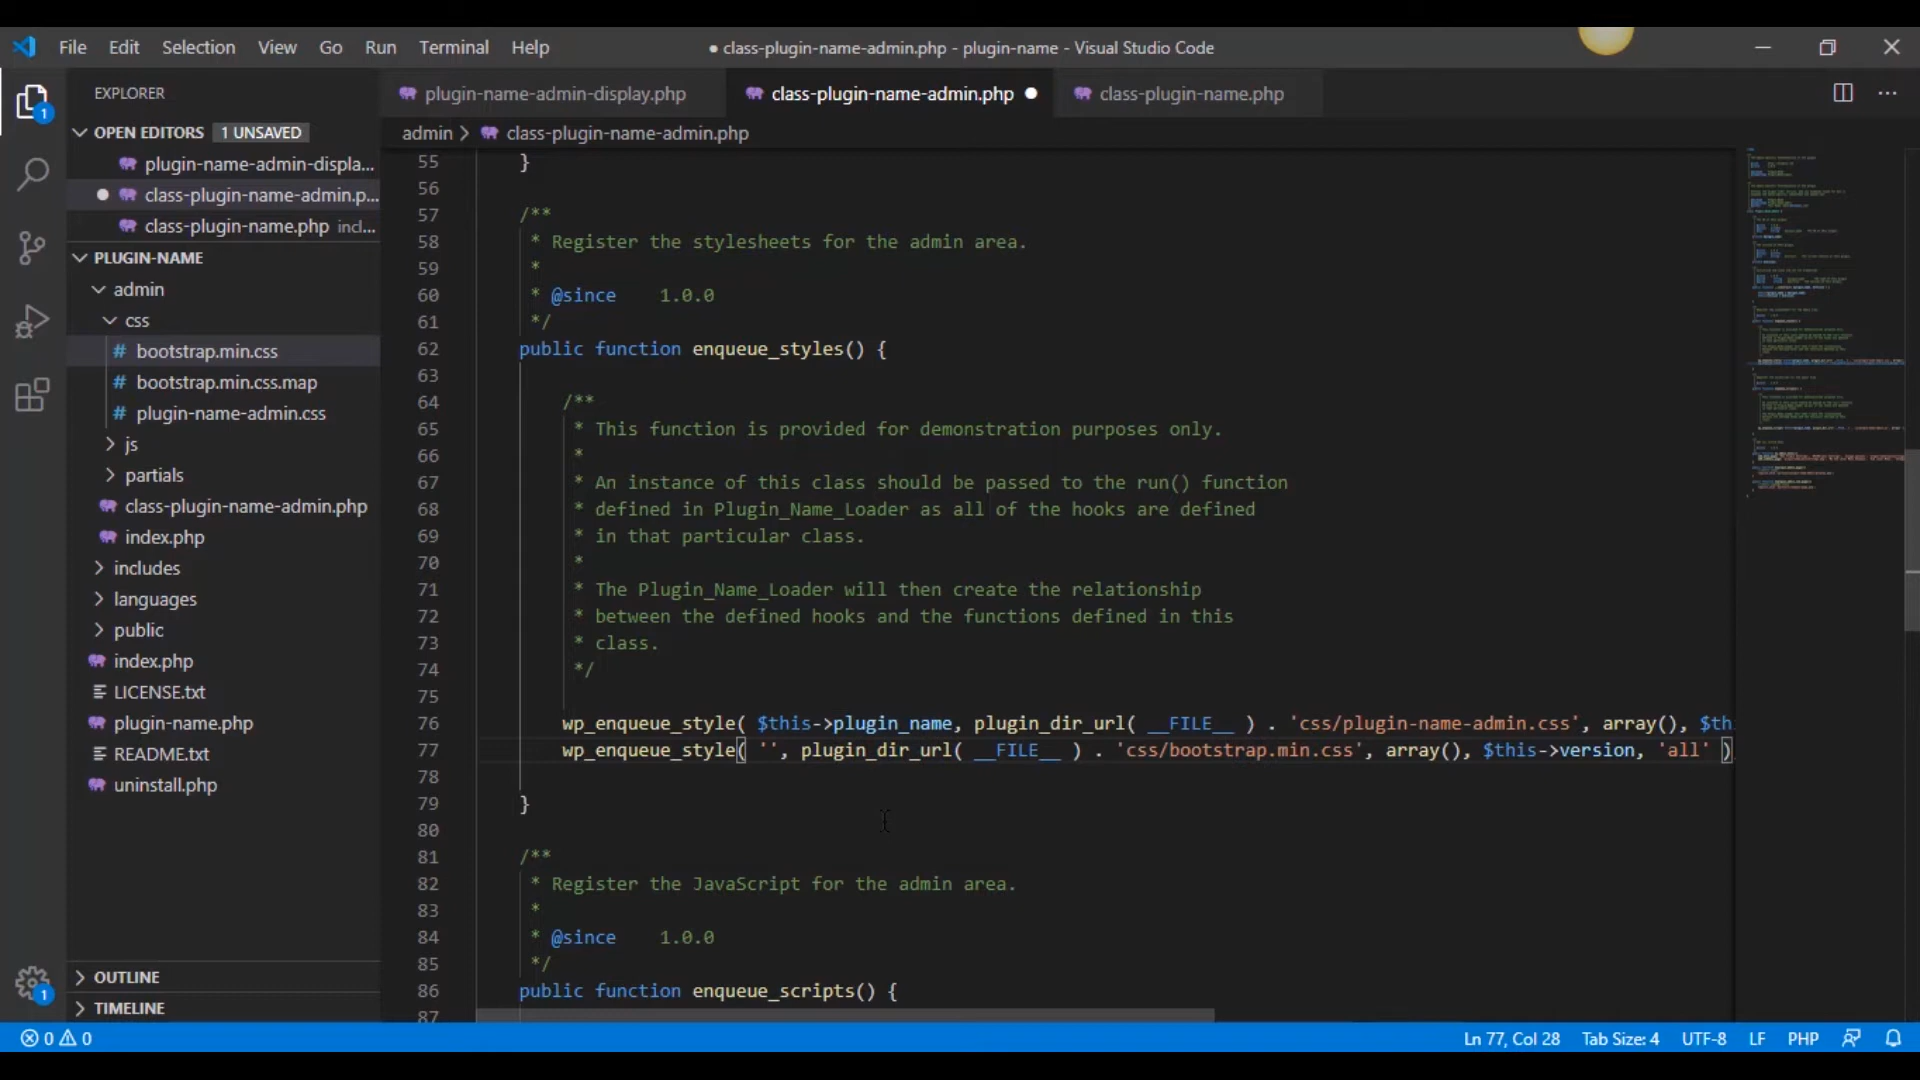 File Edit Selection View Go Run Terminal Help
● class-plugin-name-admin.php - plugin-name - Visual Studio Code
EXPLORER
OPEN EDITORS 1 UNSAVED
plugin-name-admin-displa...
class-plugin-name-admin.p...
class-plugin-name.php incl...
PLUGIN-NAME
admin
css
# bootstrap.min.css
# bootstrap.min.css.map
# plugin-name-admin.css
js
partials
class-plugin-name-admin.php
index.php
includes
languages
public
index.php
LICENSE.txt
plugin-name.php
README.txt
uninstall.php
OUTLINE
TIMELINE
1
1
plugin-name-admin-display.php class-plugin-name-admin.php class-plugin-name.php
admin > class-plugin-name-admin.php
55 }
56
57 /**
58 * Register the stylesheets for the admin area.
59 *
60 * @since 1.0.0
61 */
62 public function enqueue_styles() {
63
64 /**
65 * This function is provided for demonstration purposes only.
66 *
67 * An instance of this class should be passed to the run() function
68 * defined in Plugin_Name_Loader as all of the hooks are defined
69 * in that particular class.
70 *
71 * The Plugin_Name_Loader will then create the relationship
72 * between the defined hooks and the functions defined in this
73 * class.
74 */
75
76 wp_enqueue_style( $this->plugin_name, plugin_dir_url( __FILE__ ) . 'css/plugin-name-admin.css', array(), $th
77 wp_enqueue_style( '', plugin_dir_url( __FILE__ ) . 'css/bootstrap.min.css', array(), $this->version, 'all' )
78
79 }
80
81 /**
82 * Register the JavaScript for the admin area.
83 *
84 * @since 1.0.0
85 */
86 public function enqueue_scripts() {
87
0 0 Ln 77, Col 28 Tab Size: 4 UTF-8 LF PHP